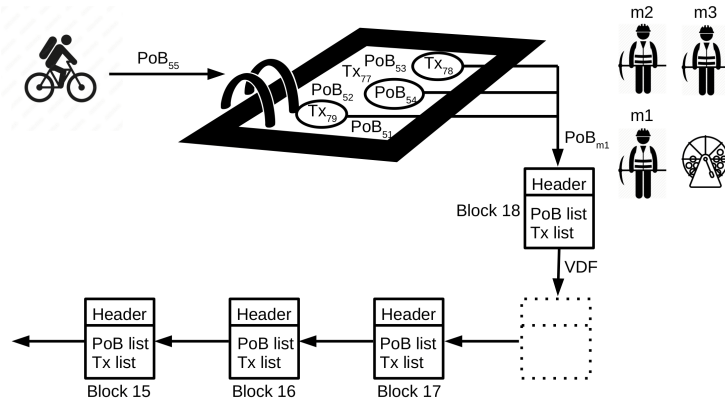 m2
m3
PoB55
PoB53
Tx78
Tx77
PoB52
PoB54
Tx79
PoB51
m1
PoBm1
Header
Block 18
PoB list
Tx list
VDF
Header
Header
Header
PoB list
PoB list
PoB list
Tx list
Tx list
Tx list
Block 15
Block 16
Block 17